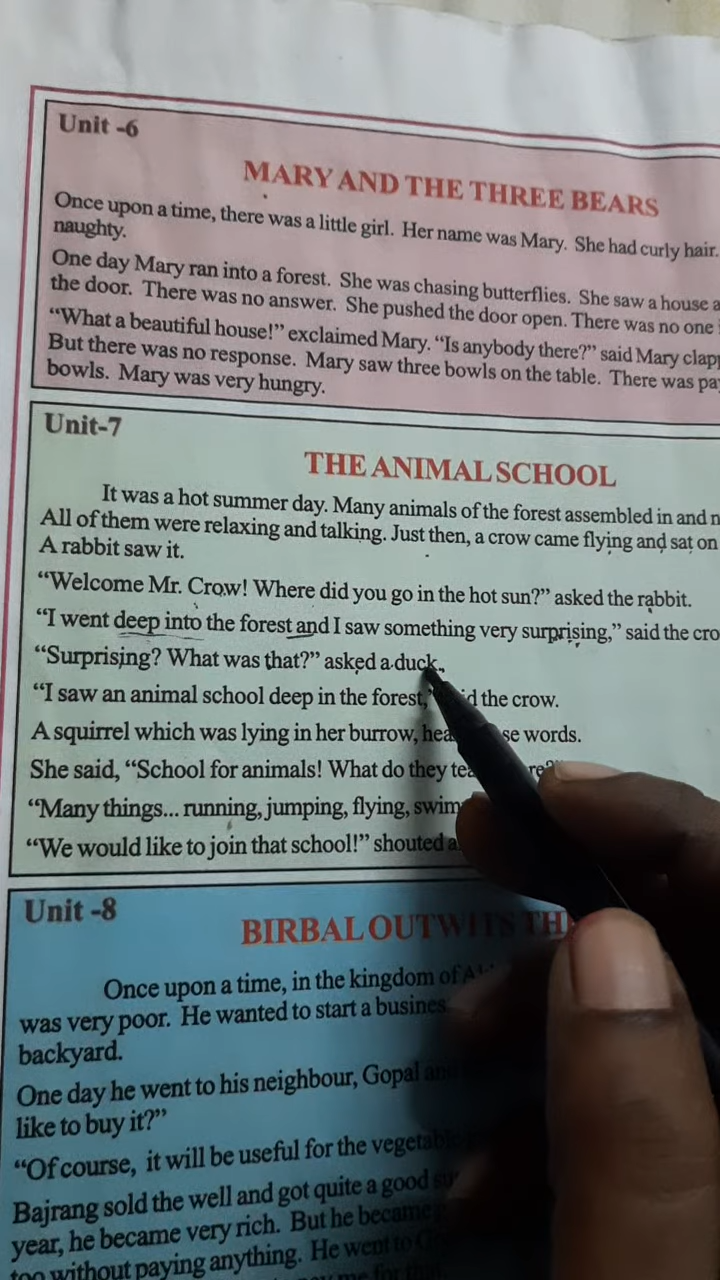 Unit -6
MARY AND THE THREE BEARS
Once upon a time, there was a little girl. Her name was Mary. She had curly hair.
naughty.
One day Mary ran into a forest. She was chasing butterflies. She saw a house
the door. There was no answer. She pushed the door open. There was no one
“What a beautiful house!” exclaimed Mary. “Is anybody there?” said Mary
But there was no response. Mary saw three bowls on the table. There was
bowls. Mary was very hungry.
Unit-7
THE ANIMAL SCHOOL
It was a hot summer day. Many animals of the forest assembled in and
All of them were relaxing and talking. Just then, a crow came flying and sat on
A rabbit saw it.
“Welcome Mr. Crow! Where did you go in the hot sun?” asked the rabbit.
“I went deep into the forest and I saw something very surprising,” said the
“Surprising? What was that?” asked a duck.
“I saw an animal school deep in the forest, the crow.
A squirrel which was lying in her burrow, words.
She said, “School for animals! What do they
“Many things... running, jumping, flying,
“We would like to join that school!” shouted
Unit -8
BIRBAL OUTWITS
Once upon a time, in the kingdom of
was very poor. He wanted to start a
backyard.
One day he went to his neighbour, Gopal
like to buy it?”
“Of course, it will be useful for the
Bajrang sold the well and got quite a good
year, he became very rich. But he became
too without paying anything. He went to